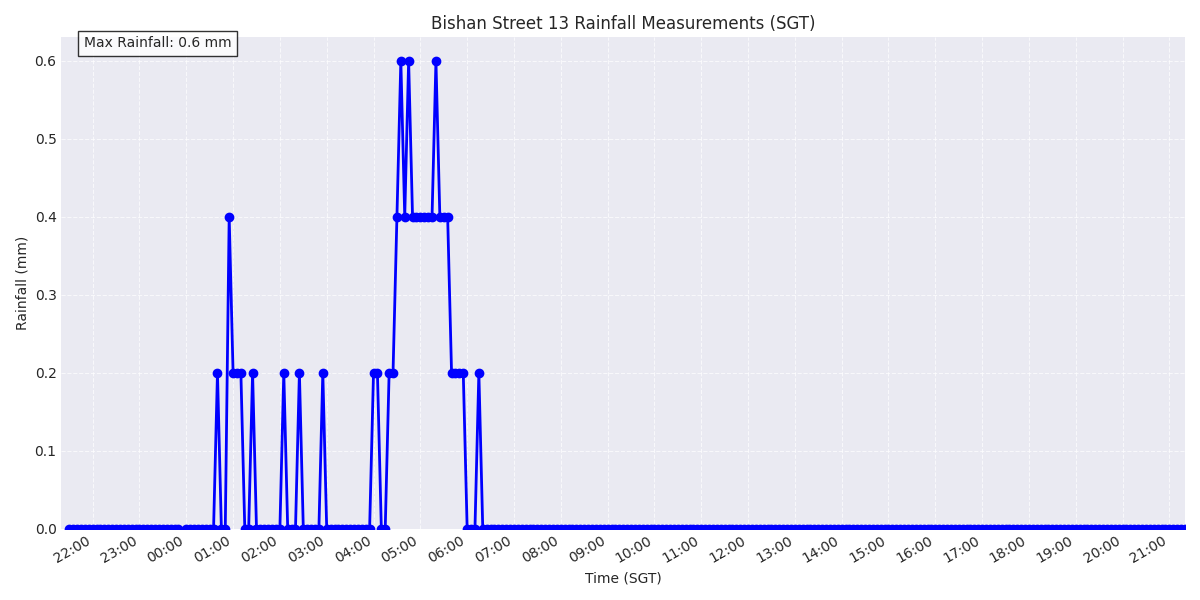 Bishan Street 13 Rainfall Measurements (SGT)
Max Rainfall: 0.6 mm
0.6
0.5
0.4
0.3
0.2
0.1
0.0
Rainfall (mm)
22:00 23:00 00:00 01:00 02:00 03:00 04:00 05:00 06:00 07:00 08:00 09:00 10:00 11:00 12:00 13:00 14:00 15:00 16:00 17:00 18:00 19:00 20:00 21:00
Time (SGT)